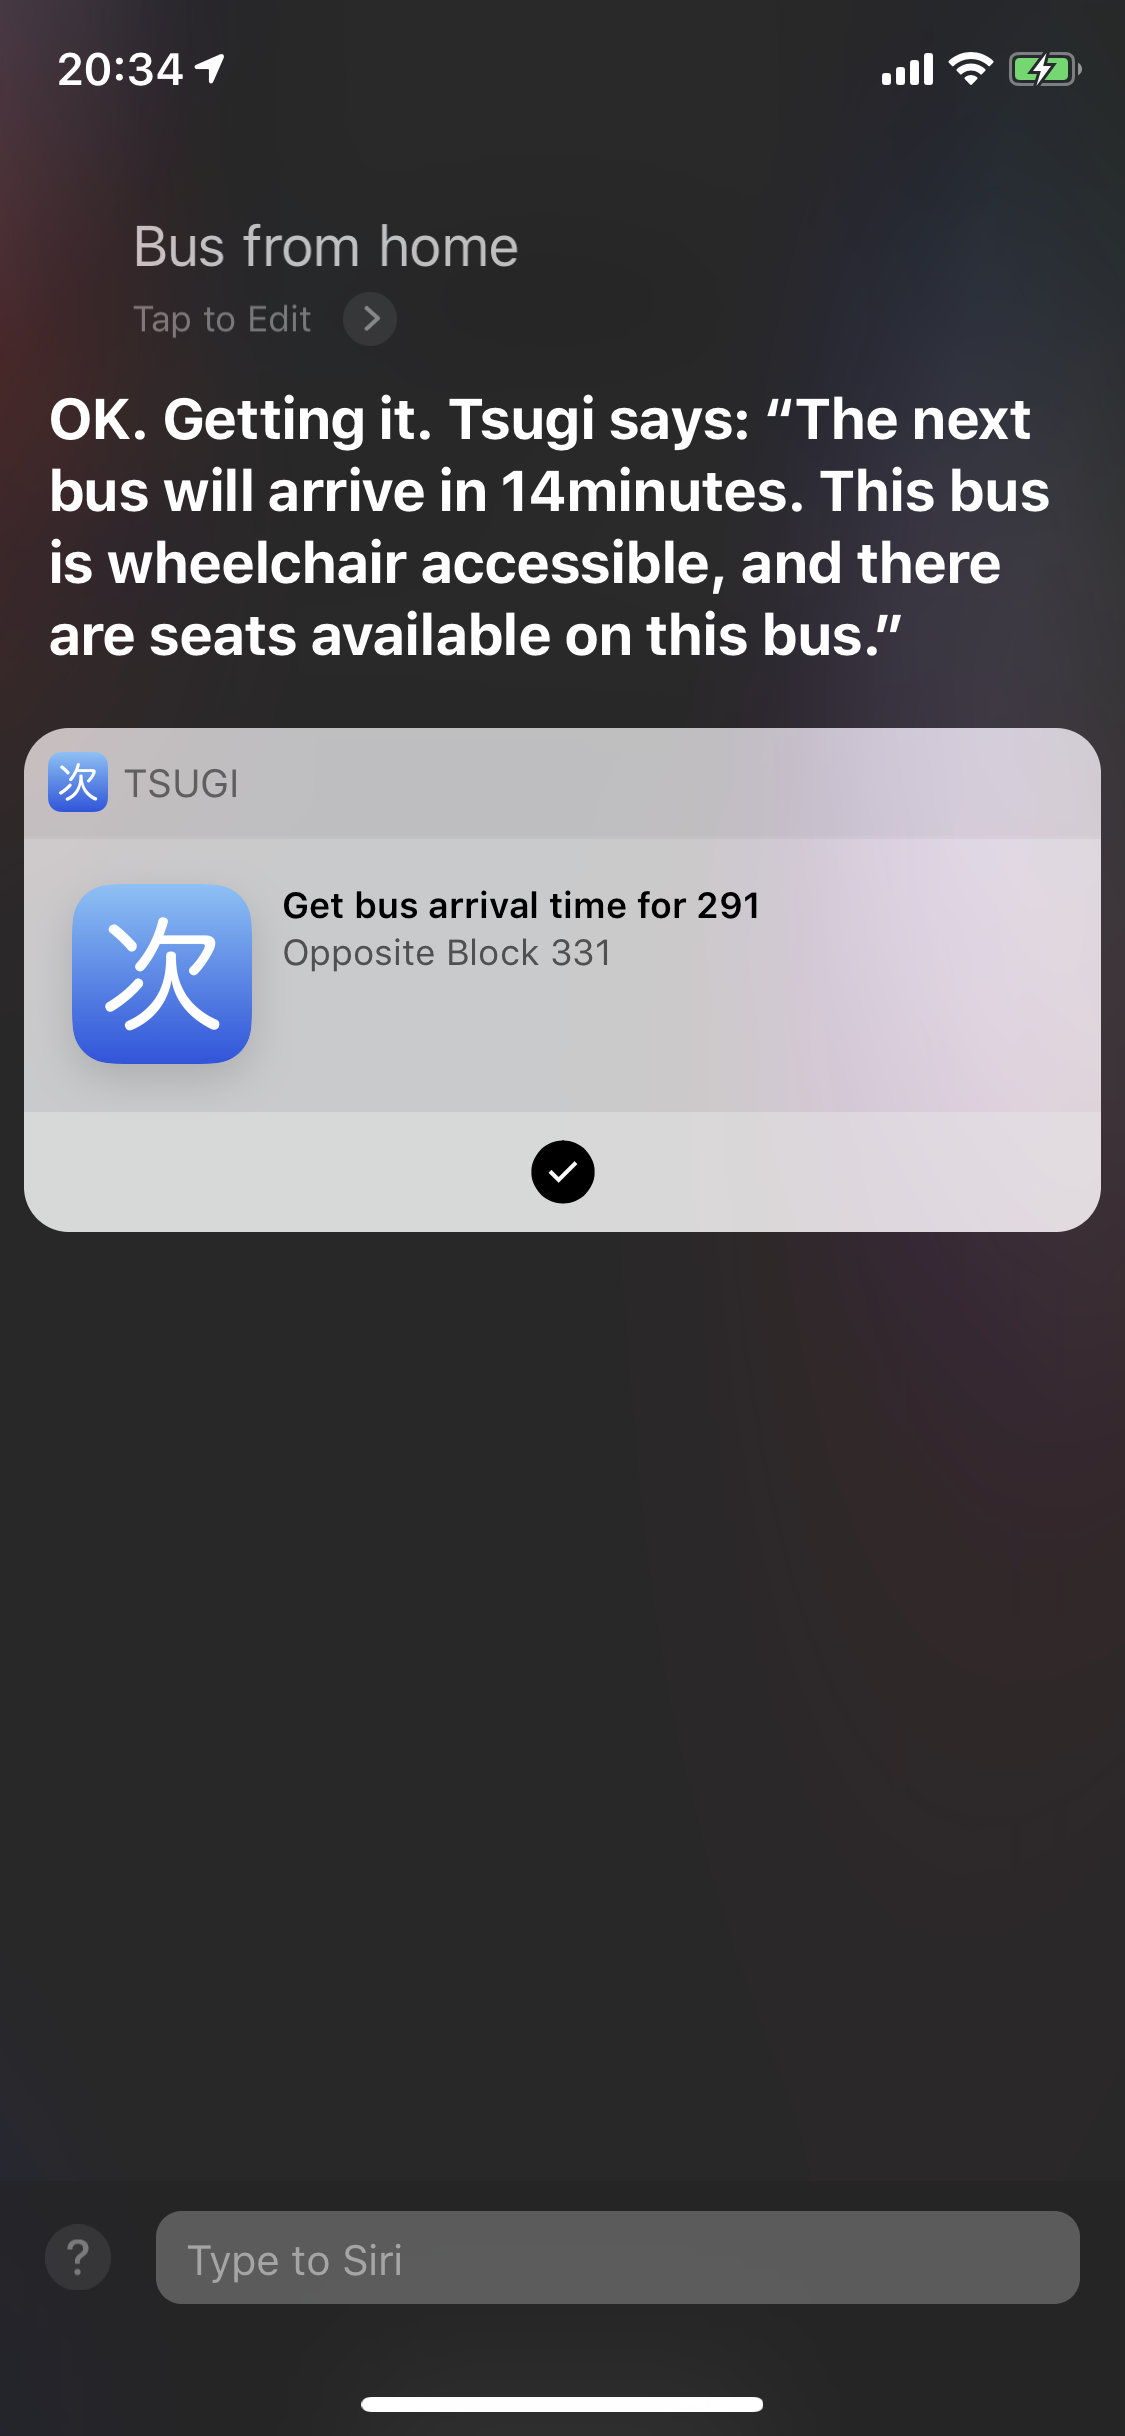 20:34
Bus from home
Tap to Edit
OK. Getting it. Tsugi says: “The next
bus will arrive in 14minutes. This bus
is wheelchair accessible, and there
are seats available on this bus.”
次 TSUGI
次
Get bus arrival time for 291
Opposite Block 331
? Type to Siri